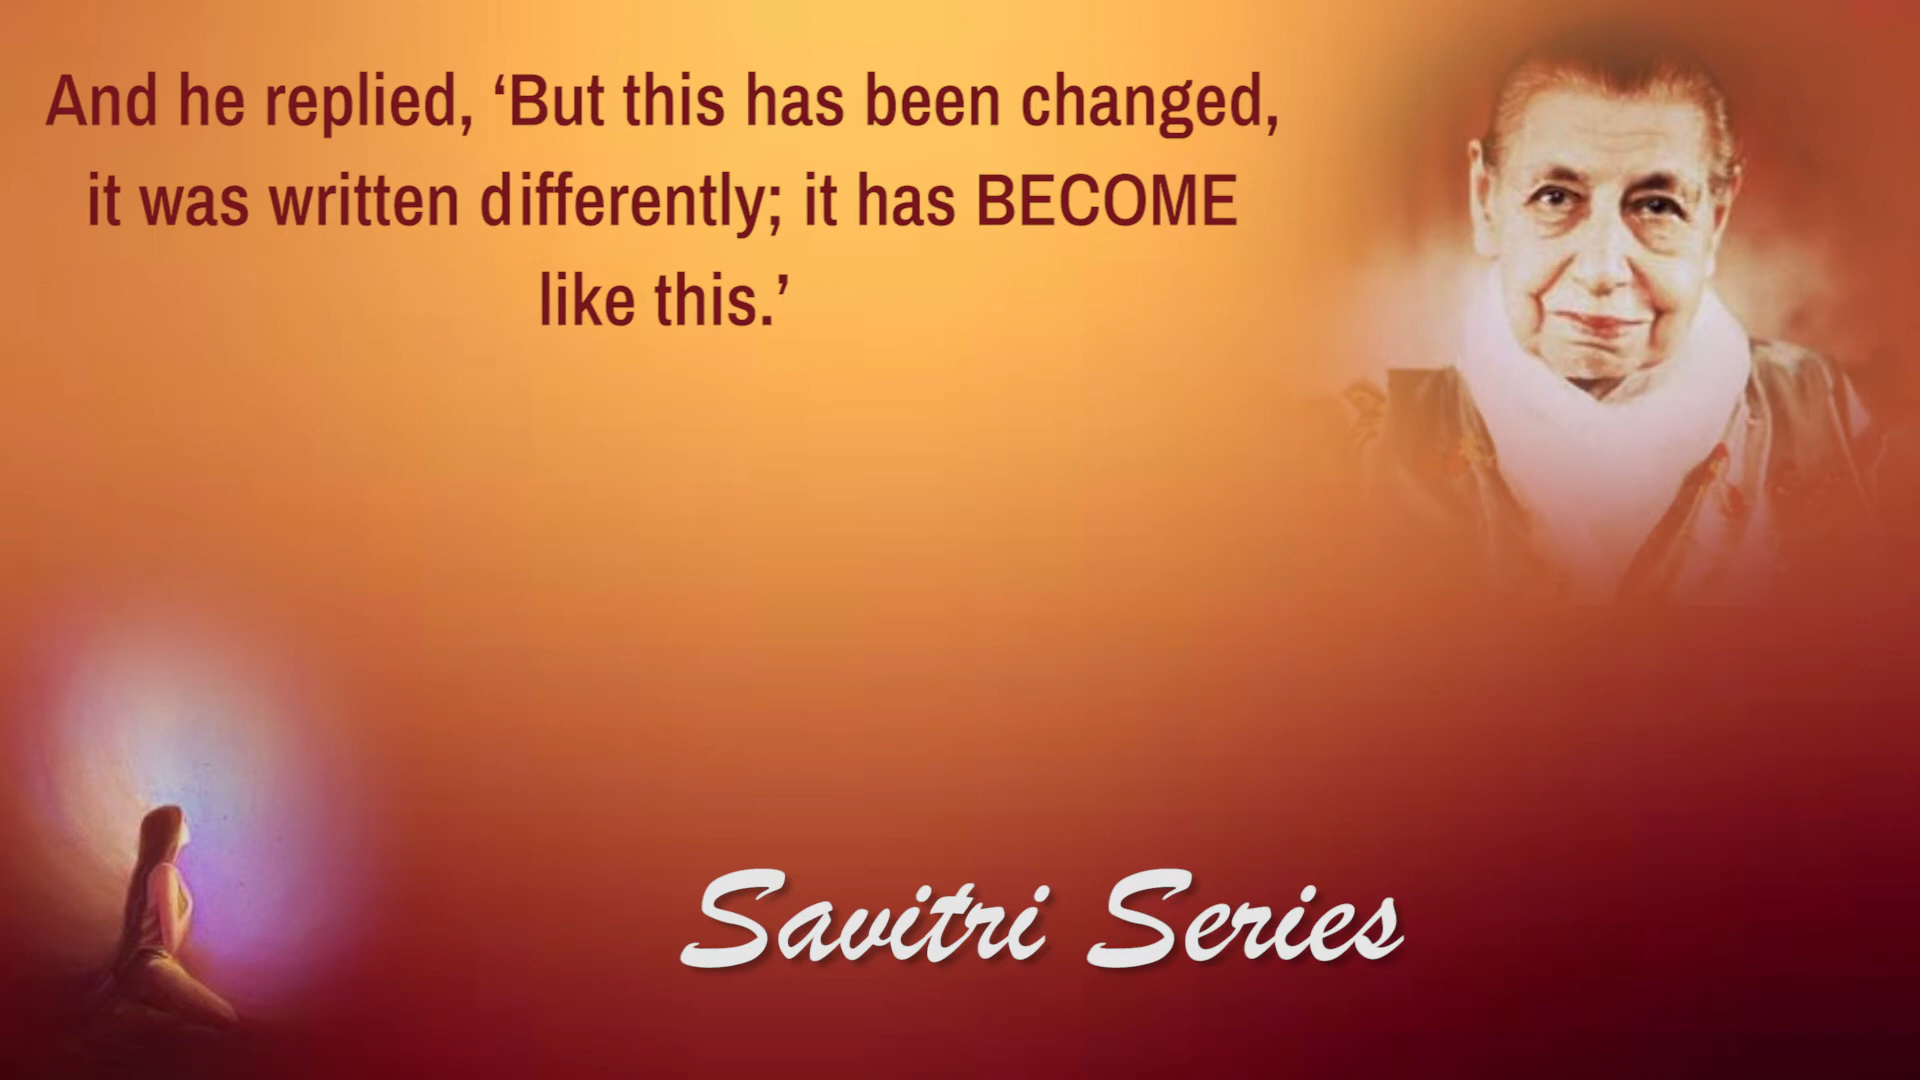 And he replied, ‘But this has been changed,
it was written differently; it has BECOME
like this.’
Savitri Series